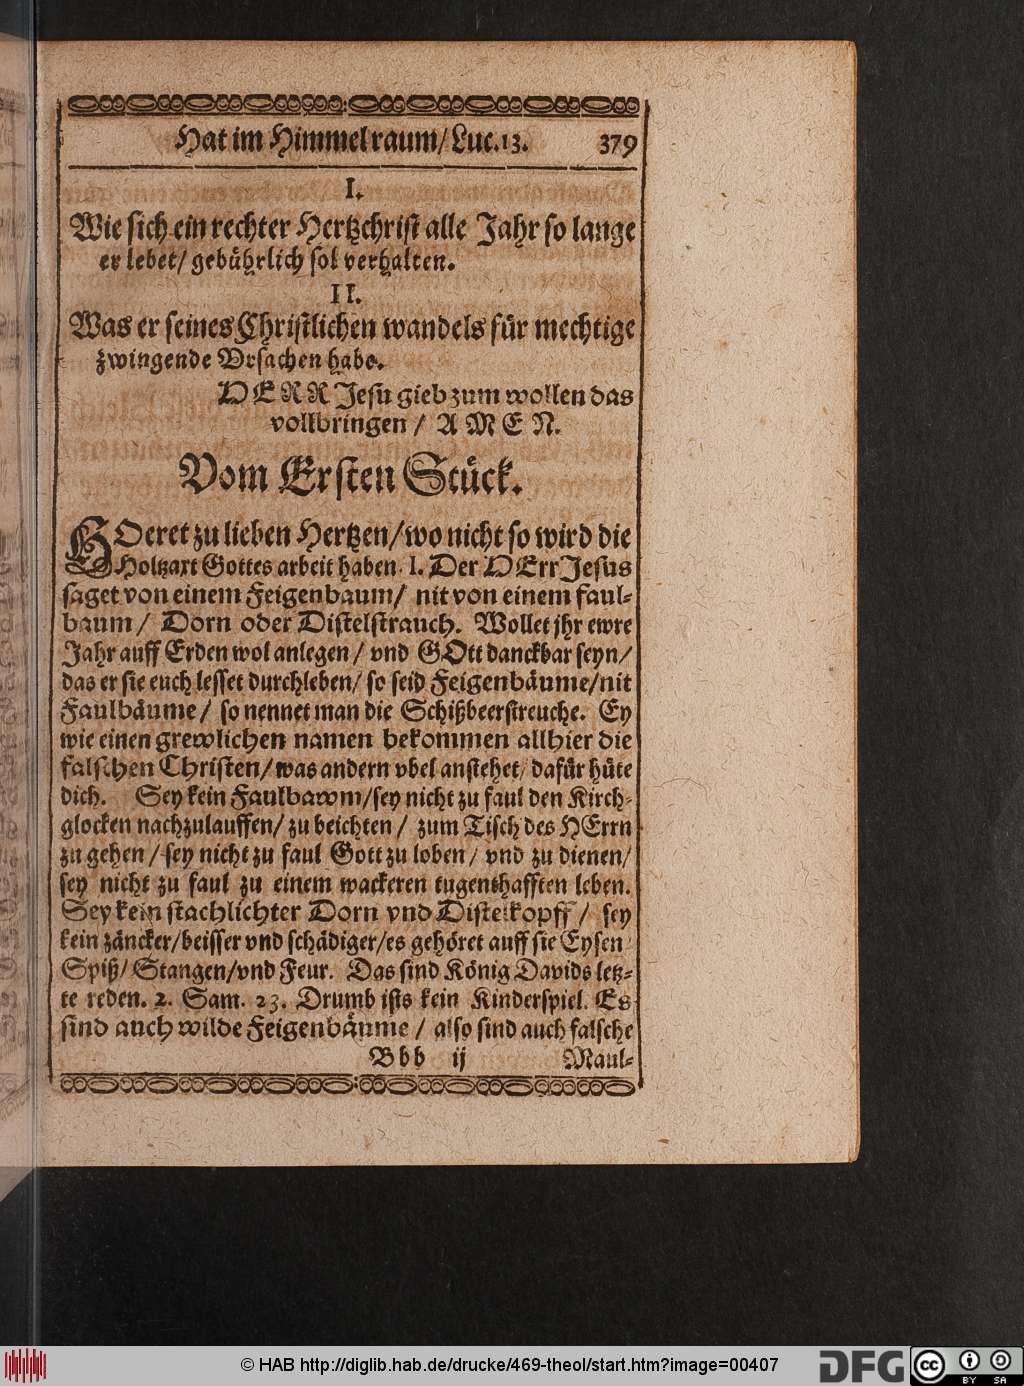 Hat im Himmel raum/ Luc.13. 379
I.
Wie sich ein rechter Hertzchrist alle Jahr so lange
er lebet/ gebührlich sol verhalten.
II.
Was er seines Christlichen wandels für mechtige
zwingende Vrsachen habe.
HERR Jesu gieb zum wollen das
vollbringen / AMEN.
Vom Ersten Stück.
HOeret zu lieben Hertzen/wo nicht so wird die
Holtzaxt Gottes arbeit haben. I. Der HErr Jesus
saget von einem Feigenbaum/ nit von einem faul-
baum/ Dorn oder Distelstrauch. Wollet jhr ewre
Jahr auff Erden wol anlegen/ vnd GOtt danckbar seyn/
das er sie euch lesset durchleben/ so seid Feigenbäume/nit
Faulbäume/ so nennet man die Schißbeerstreuche. Ey
wie einen grewlichen namen bekommen allhier die
falschen Christen/was andern vbel anstehet/ dafür hüte
dich. Sey kein Faulbawm/sey nicht zu faul den Kirch-
glocken nachzulauffen/ zu beichten / zum Tisch des HErrn
zu gehen / sey nicht zu faul Gott zu loben / vnd zu dienen/
sey nicht zu faul zu einem wackeren tugenthafften leben.
Sey kein stachlichter Dorn vnd Distelkopff / sey
kein zäncker/beisser vnd schädiger/es gehöret auff sie Eysen/
Spiß/ Stangen/vnd Feur. Das sind König Davids letz-
te reden. 2. Sam. 23. Drumb ists kein Kinderspiel. Es
sind auch wilde Feigenbäume / also sind auch falsche
Bbb ij Maul-
© HAB http://diglib.hab.de/drucke/469-theol/start.htm?image=00407
DFG cc BY SA